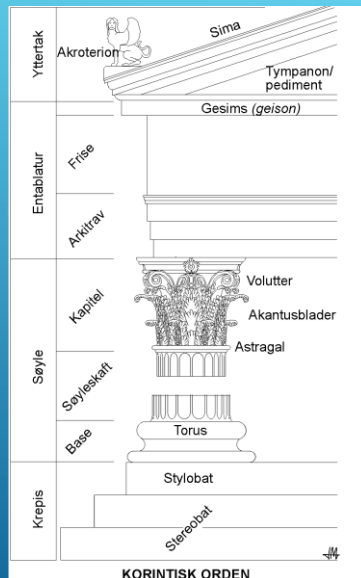 Yttertak
Akroterion
Sima
Tympanon/
pediment
Gesims (geison)
Entablatur
Frise
Arkitrav
Søyle
Kapitel
Volutter
Akantusblader
Astragal
Søyleskaft
Base
Torus
Krepis
Stylobat
Stereobat
KORINTISK ORDEN